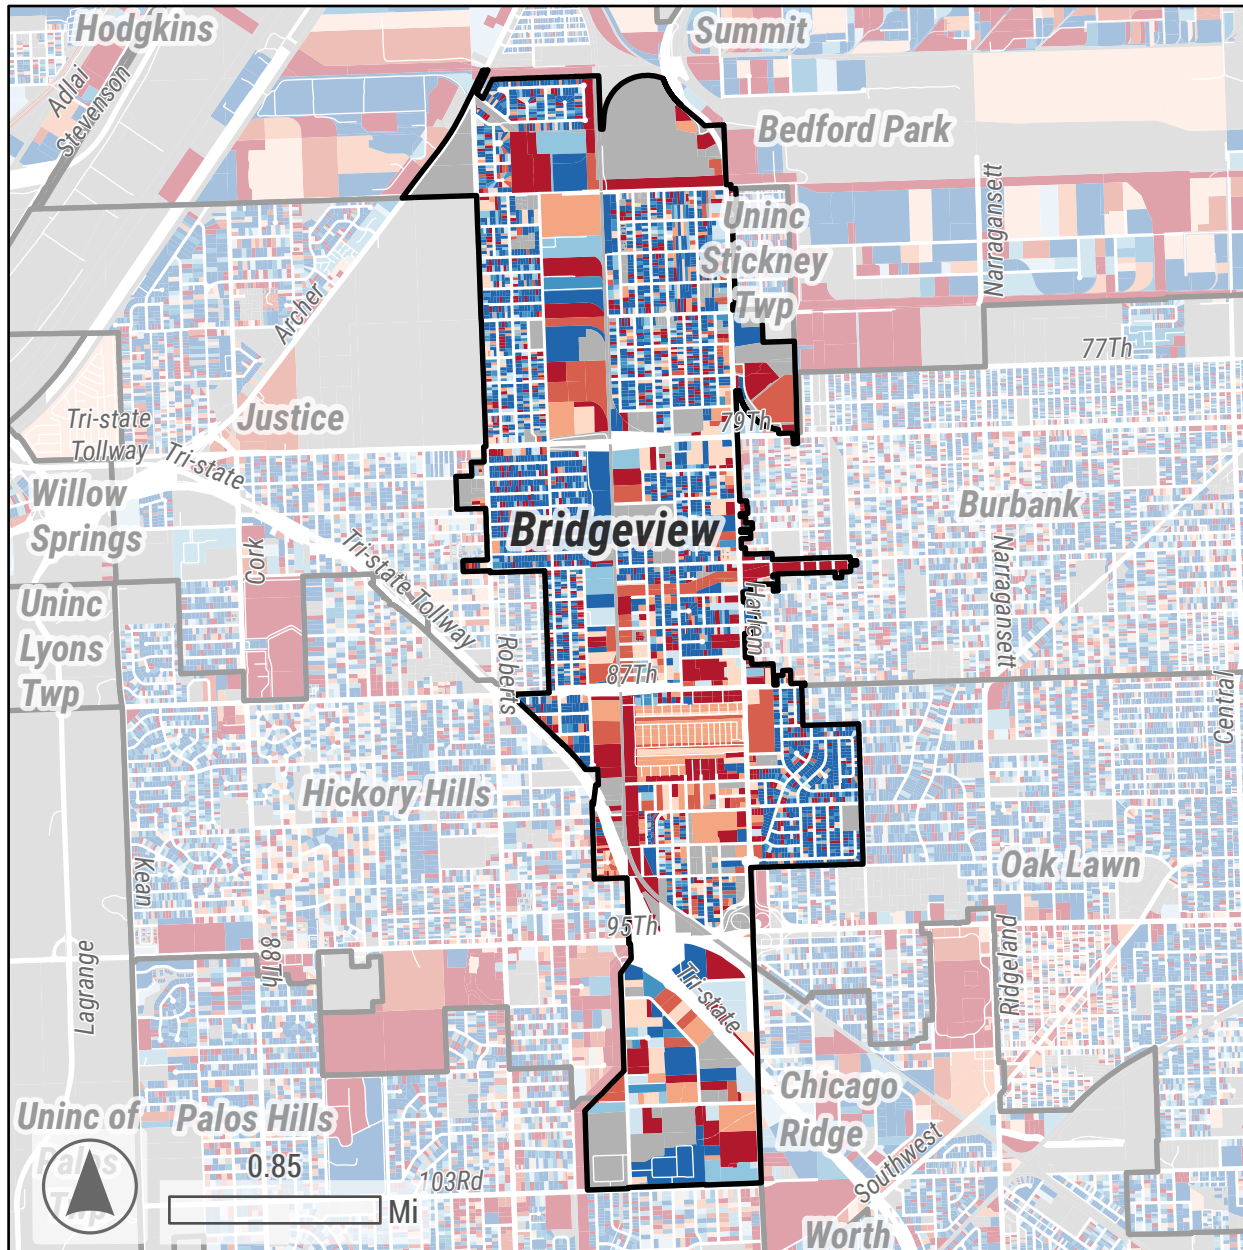 Hodgkins
Summit
Adlai
Stevenson
Bedford Park
Narragansett
Uninc
Stickney
Twp
Archer
77Th
Justice
Tri-state
Tollway
Tri-state
79Th
Willow
Springs
Bridgeview
Burbank
Cork
Tri-state Tollway
Narragansett
Uninc
Lyons
Twp
Harlem
Roberts
87Th
Central
Hickory Hills
Kean
Oak Lawn
95Th
Lagrange
88Th
Ridgeland
Tri-state
Chicago
Ridge
Uninc of
Palos
Twp
Palos Hills
0.85
Mi
103Rd
Southwest
Worth